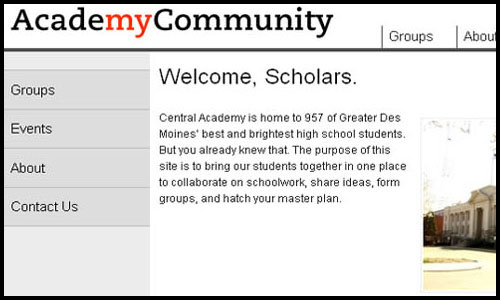 AcademyCommunity
Groups
About
Groups
Events
About
Contact Us
Welcome, Scholars.
Central Academy is home to 957 of Greater Des
Moines' best and brightest high school students.
But you already knew that. The purpose of this
site is to bring our students together in one place
to collaborate on schoolwork, share ideas, form
groups, and hatch your master plan.